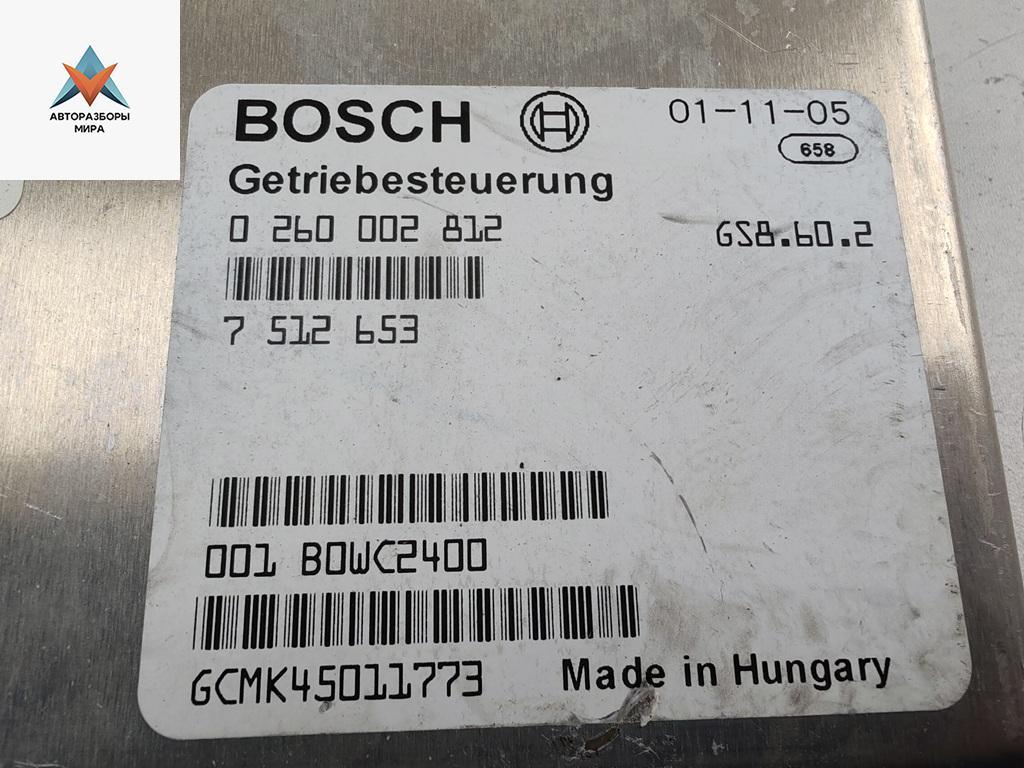 АВТОРАЗБОРЫ
МИРА
BOSCH
01-11-05
658
Getriebesteuerung
0 260 002 812
GS8.60.2
7 512 653
001 B0WC2400
GCMK45011773
Made in Hungary